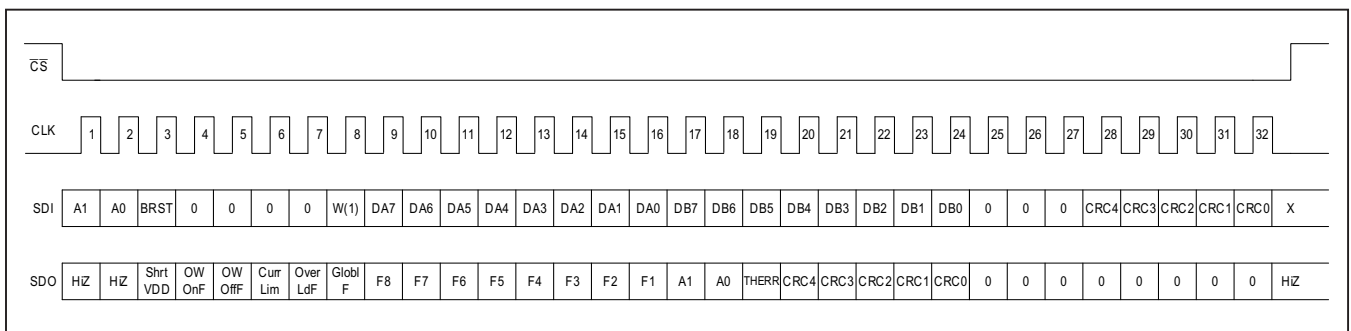 CS
CLK 1 2 3 4 5 6 7 8 9 10 11 12 13 14 15 16 17 18 19 20 21 22 23 24 25 26 27 28 29 30 31 32
SDI A1 A0 BRST 0 0 0 0 W(1) DA7 DA6 DA5 DA4 DA3 DA2 DA1 DA0 DB7 DB6 DB5 DB4 DB3 DB2 DB1 DB0 0 0 0 CRC4 CRC3 CRC2 CRC1 CRC0 X
SDO HiZ HiZ Shrt VDD OW OnF OW OffF Curr Lim Over LdF Globl F F8 F7 F6 F5 F4 F3 F2 F1 A1 A0 THERR CRC4 CRC3 CRC2 CRC1 CRC0 0 0 0 0 0 0 0 0 HiZ